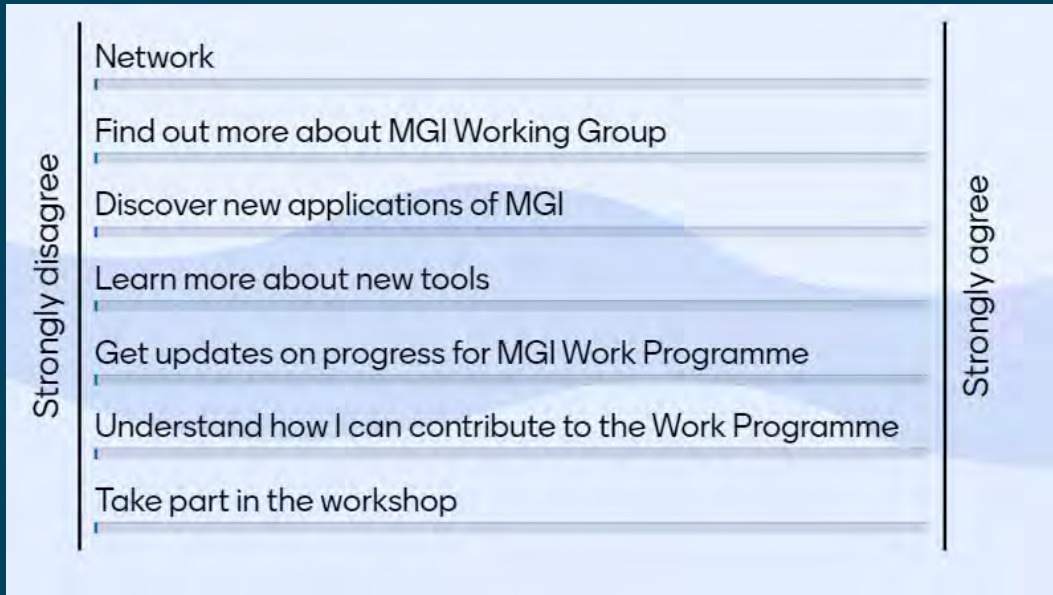 Network
Find out more about MGI Working Group
Discover new applications of MGI
Learn more about new tools
Get updates on progress for MGI Work Programme
Understand how I can contribute to the Work Programme
Take part in the workshop
Strongly disagree
Strongly agree